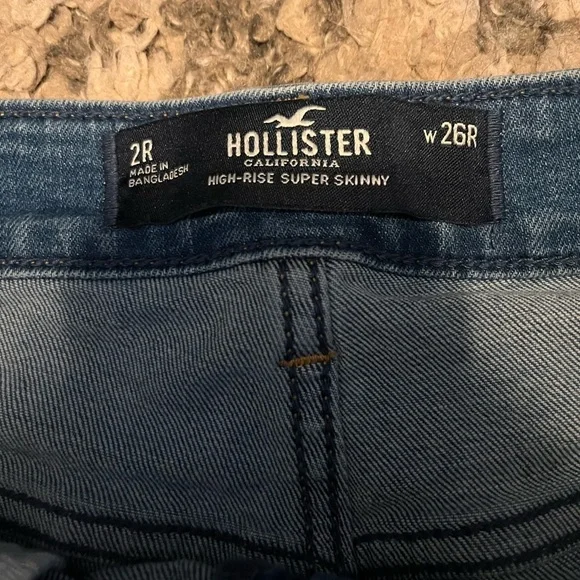 2R
MADE IN
BANGLADESH
HOLLISTER
CALIFORNIA
HIGH-RISE SUPER SKINNY
W 26R